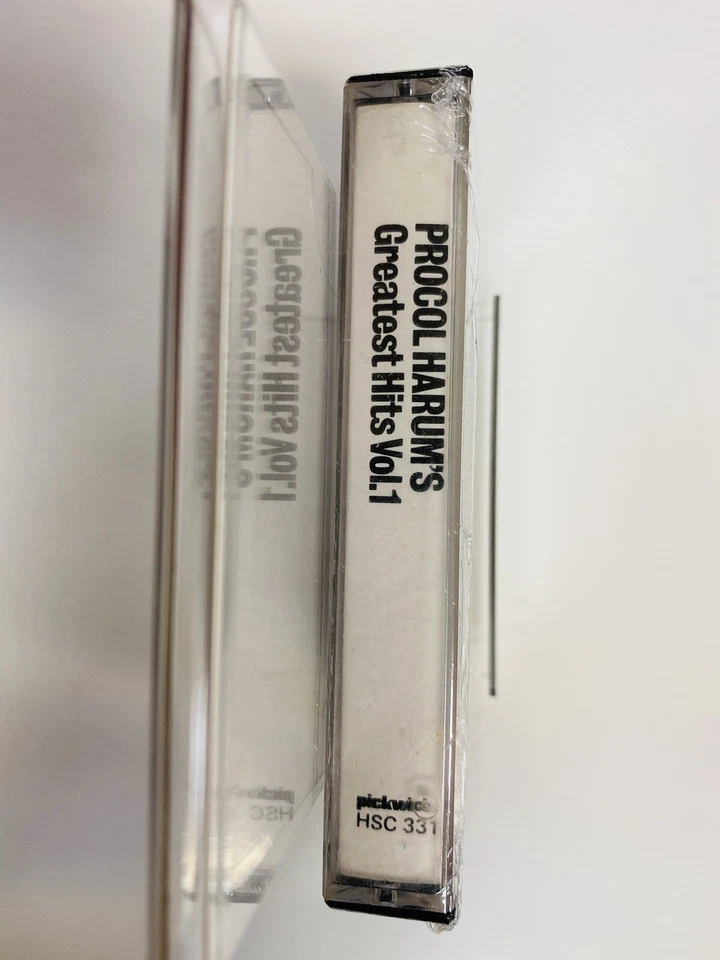 PROCOL HARUM'S
Greatest Hits Vol.1
pickwick
HSC 331